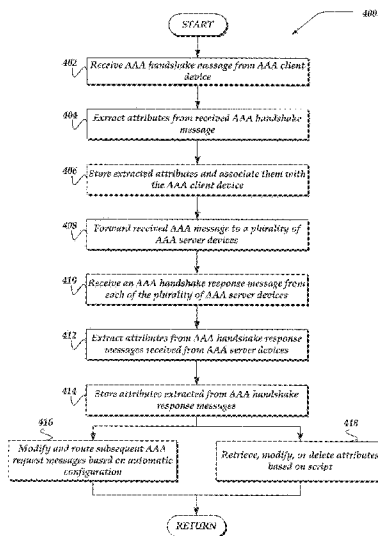 START
400
402
Receive AAA handshake message from AAA client
device
404
Extract attributes from received AAA handshake
message
406
Store extracted attributes and associate them with
the AAA client device
408
Forward received AAA message to a plurality of
AAA server devices
410
Receive an AAA handshake response message from
each of the plurality of AAA server devices
412
Extract attributes from AAA handshake response
messages received from AAA server devices
414
Store attributes extracted from AAA handshake
response messages
416
Modify and route subsequent AAA
request messages based on automatic
configuration
418
Retrieve, modify, or delete attributes
based on script
RETURN